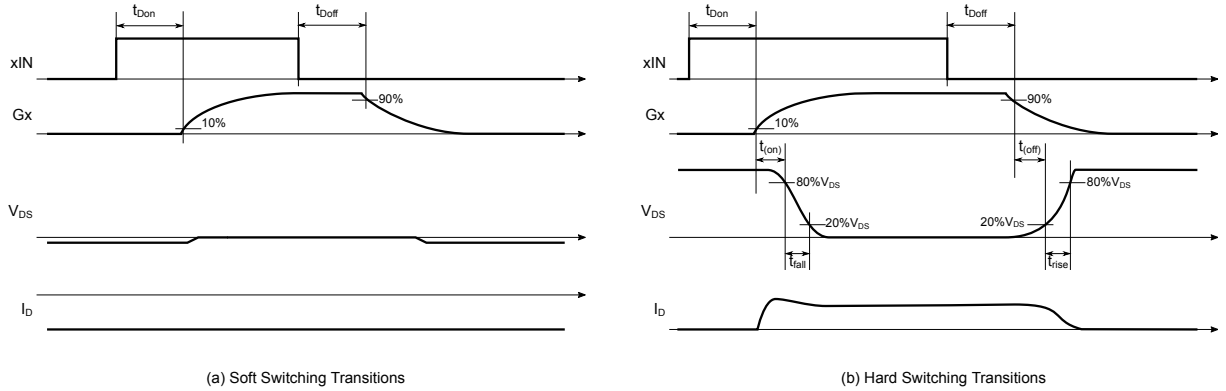 tDon
tDoff
xIN
Gx
10%
90%
VDS
ID
(a) Soft Switching Transitions
tDon
tDoff
xIN
Gx
10%
90%
t(on)
t(off)
80%VDS
80%VDS
VDS
20%VDS
20%VDS
tfall
trise
ID
(b) Hard Switching Transitions